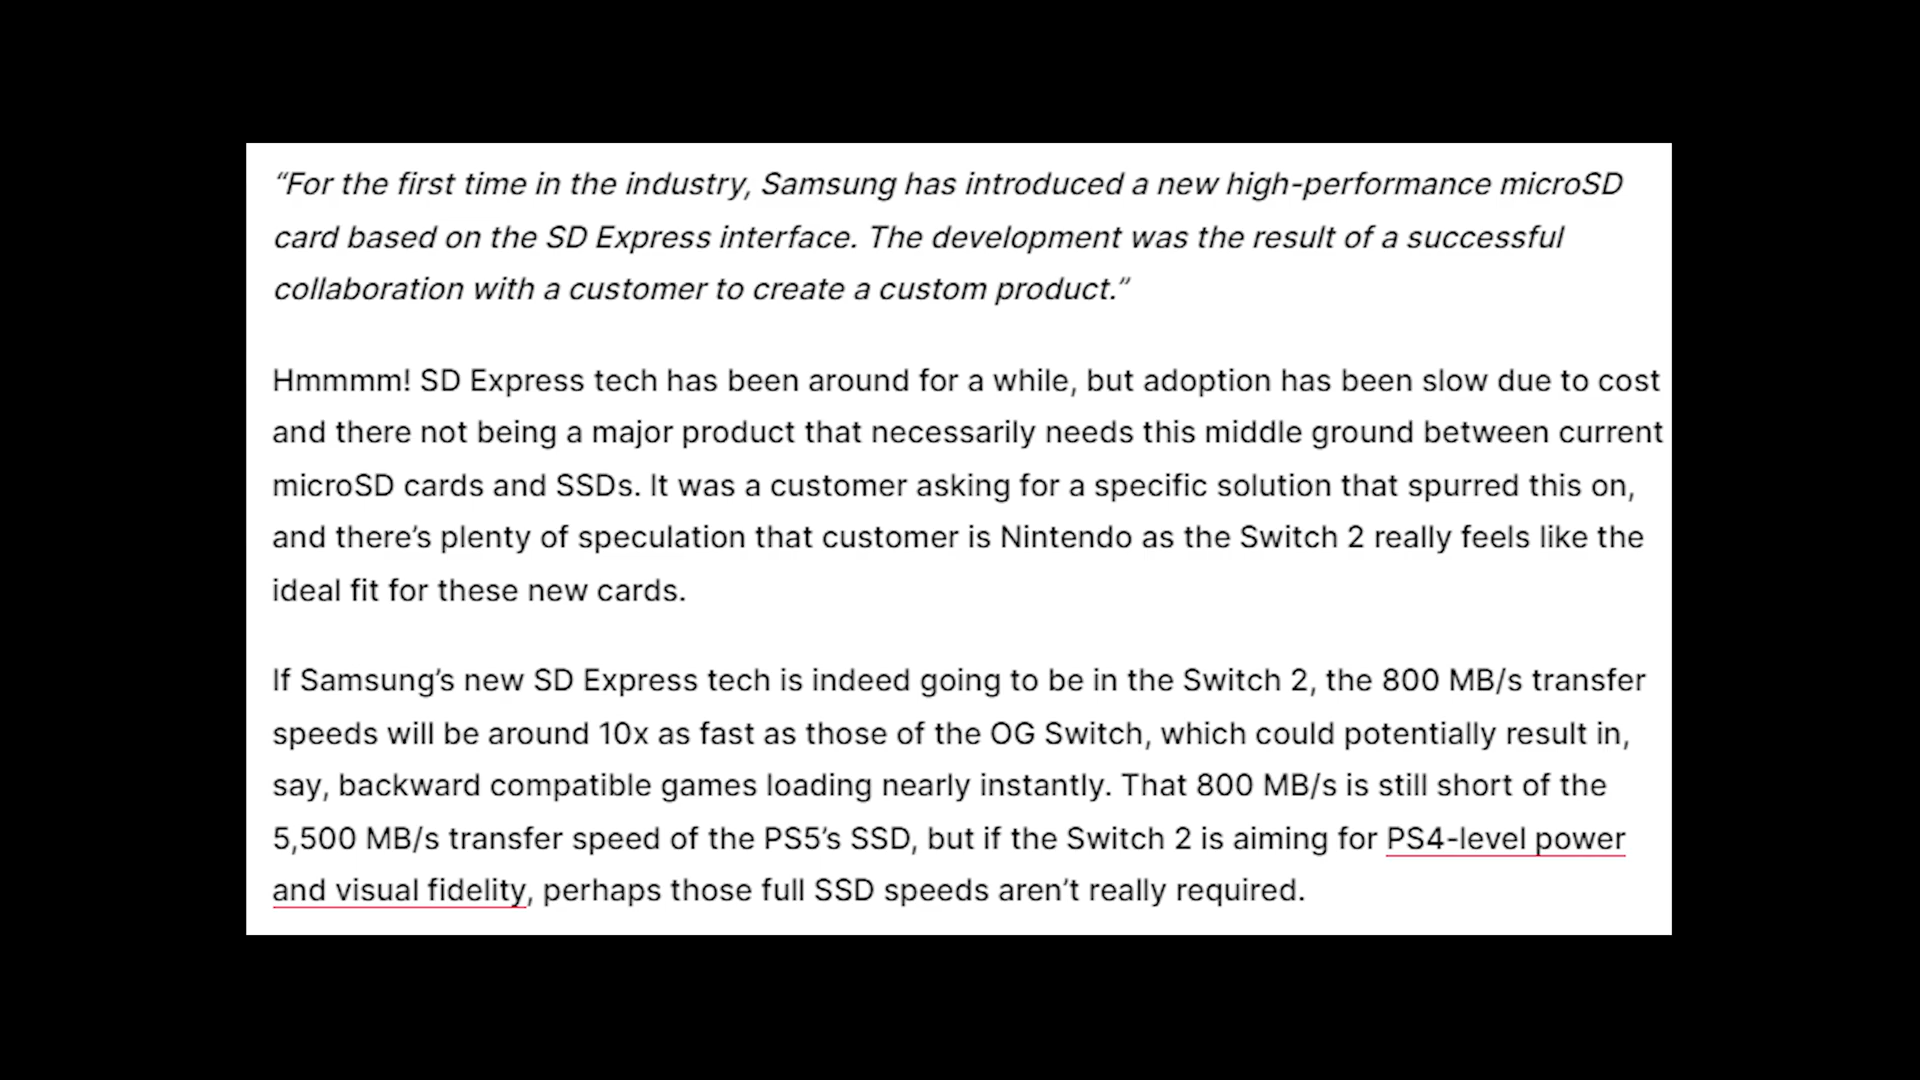 “For the first time in the industry, Samsung has introduced a new high-performance microSD
card based on the SD Express interface. The development was the result of a successful
collaboration with a customer to create a custom product.”
Hmmmm! SD Express tech has been around for a while, but adoption has been slow due to cost
and there not being a major product that necessarily needs this middle ground between current
microSD cards and SSDs. It was a customer asking for a specific solution that spurred this on,
and there’s plenty of speculation that customer is Nintendo as the Switch 2 really feels like the
ideal fit for these new cards.
If Samsung’s new SD Express tech is indeed going to be in the Switch 2, the 800 MB/s transfer
speeds will be around 10x as fast as those of the OG Switch, which could potentially result in,
say, backward compatible games loading nearly instantly. That 800 MB/s is still short of the
5,500 MB/s transfer speed of the PS5’s SSD, but if the Switch 2 is aiming for PS4-level power
and visual fidelity, perhaps those full SSD speeds aren’t really required.